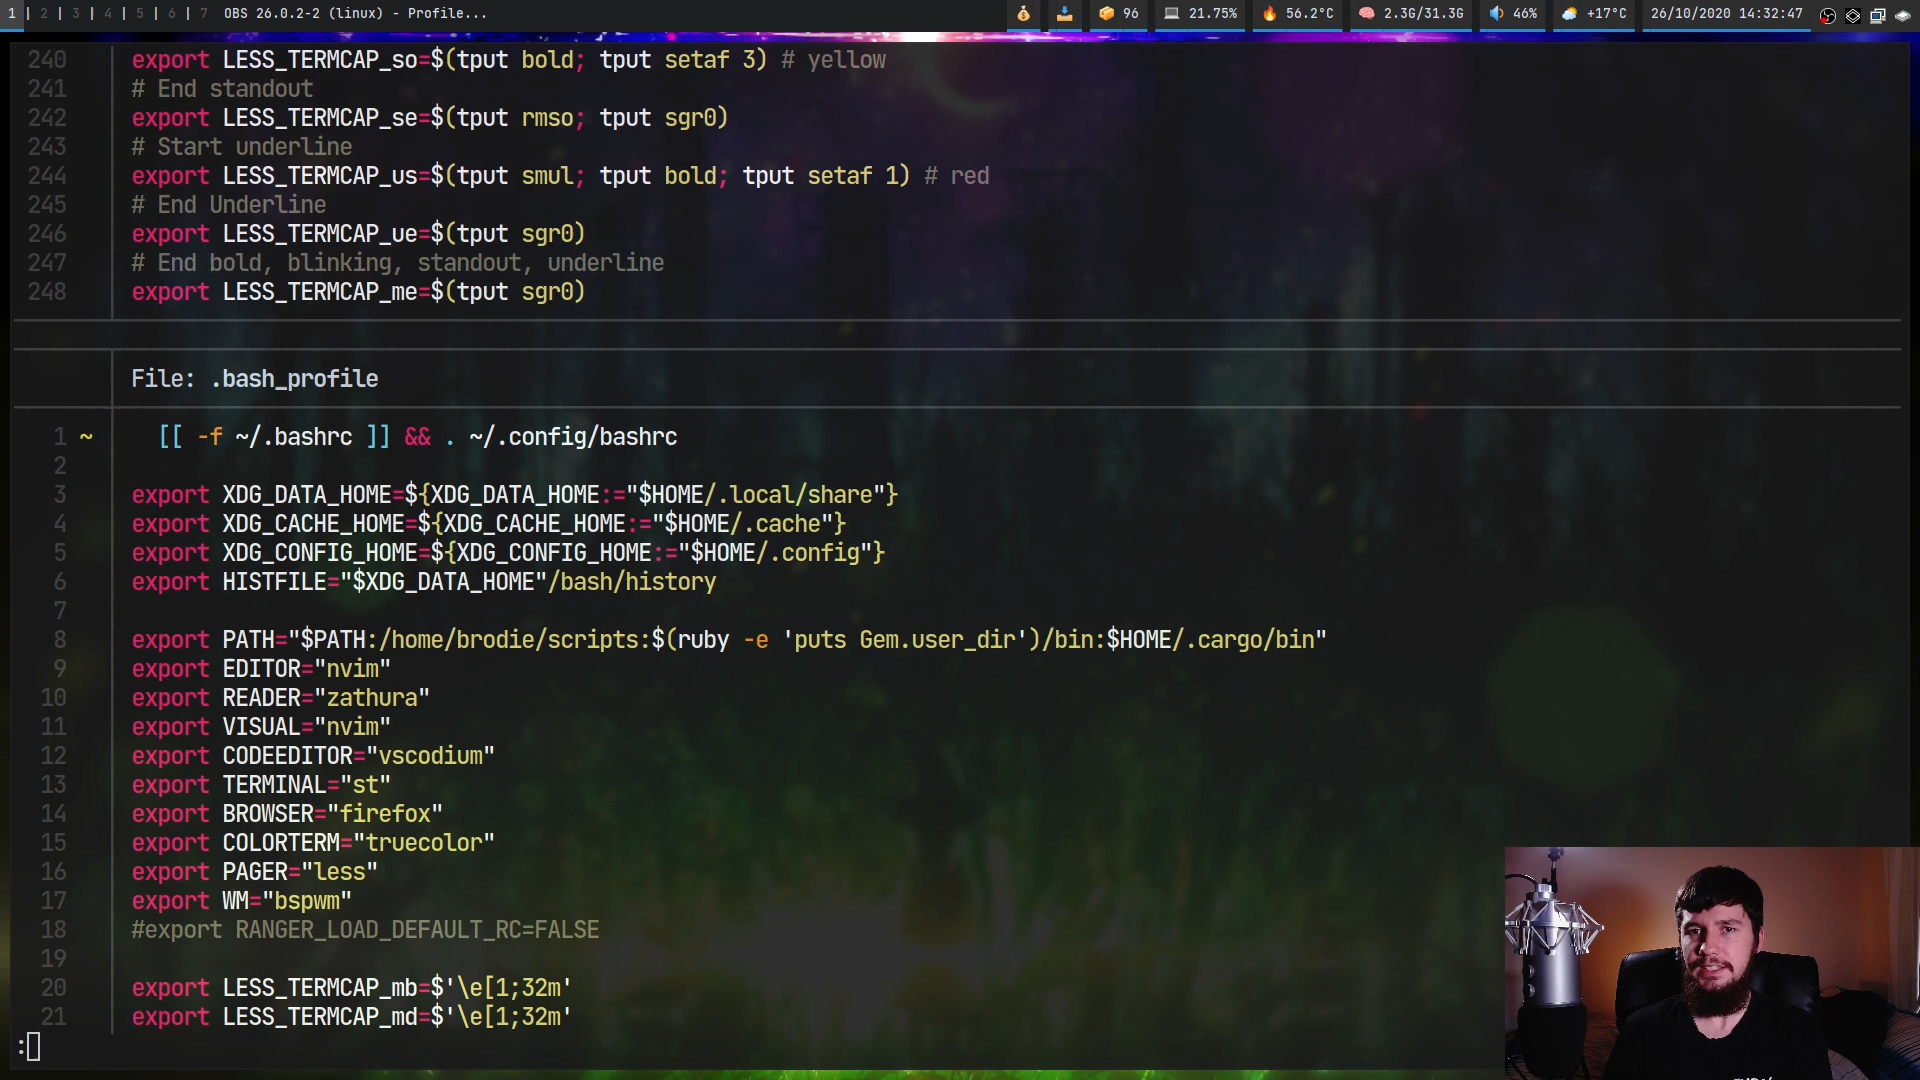 1 | 2 | 3 | 4 | 5 | 6 | 7 OBS 26.0.2-2 (linux) - Profile... 96 21.75% 56.2°C 2.3G/31.3G 46% +17°C 26/10/2020 14:32:47
240 export LESS_TERMCAP_so=$(tput bold; tput setaf 3) # yellow
241 # End standout
242 export LESS_TERMCAP_se=$(tput rmso; tput sgr0)
243 # Start underline
244 export LESS_TERMCAP_us=$(tput smul; tput bold; tput setaf 1) # red
245 # End Underline
246 export LESS_TERMCAP_ue=$(tput sgr0)
247 # End bold, blinking, standout, underline
248 export LESS_TERMCAP_me=$(tput sgr0)
File: .bash_profile
1 ~ [[ -f ~/.bashrc ]] && . ~/.config/bashrc
2
3 export XDG_DATA_HOME=${XDG_DATA_HOME:="$HOME/.local/share"}
4 export XDG_CACHE_HOME=${XDG_CACHE_HOME:="$HOME/.cache"}
5 export XDG_CONFIG_HOME=${XDG_CONFIG_HOME:="$HOME/.config"}
6 export HISTFILE="$XDG_DATA_HOME"/bash/history
7
8 export PATH="$PATH:/home/brodie/scripts:$(ruby -e 'puts Gem.user_dir')/bin:$HOME/.cargo/bin"
9 export EDITOR="nvim"
10 export READER="zathura"
11 export VISUAL="nvim"
12 export CODEEDITOR="vscodium"
13 export TERMINAL="st"
14 export BROWSER="firefox"
15 export COLORTERM="truecolor"
16 export PAGER="less"
17 export WM="bspwm"
18 #export RANGER_LOAD_DEFAULT_RC=FALSE
19
20 export LESS_TERMCAP_mb=$'\e[1;32m'
21 export LESS_TERMCAP_md=$'\e[1;32m'
: